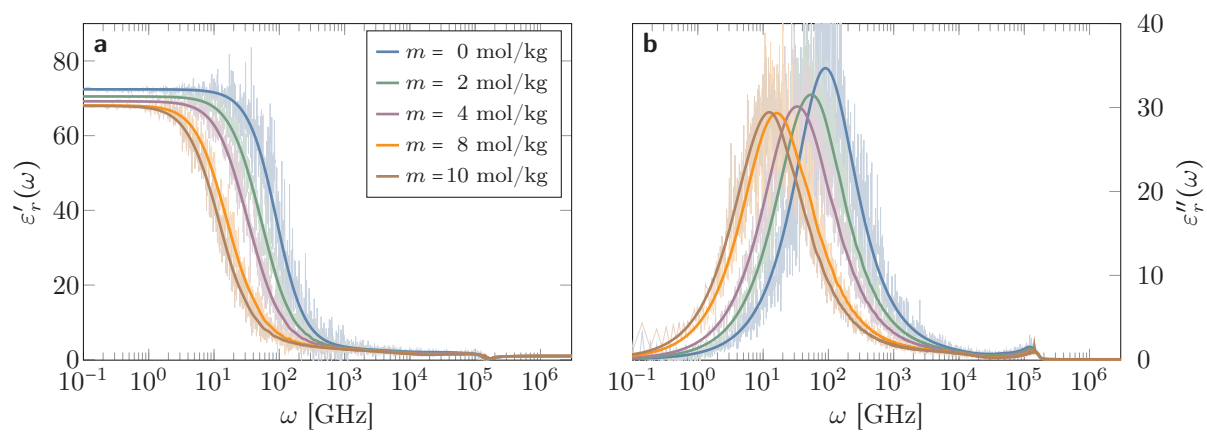 a
80
60
40
20
0
ε′r(ω)
m = 0 mol/kg
m = 2 mol/kg
m = 4 mol/kg
m = 8 mol/kg
m = 10 mol/kg
10⁻¹ 10⁰ 10¹ 10² 10³ 10⁴ 10⁵ 10⁶
ω [GHz]
b
40
30
20
10
0
ε″r(ω)
10⁻¹ 10⁰ 10¹ 10² 10³ 10⁴ 10⁵ 10⁶
ω [GHz]